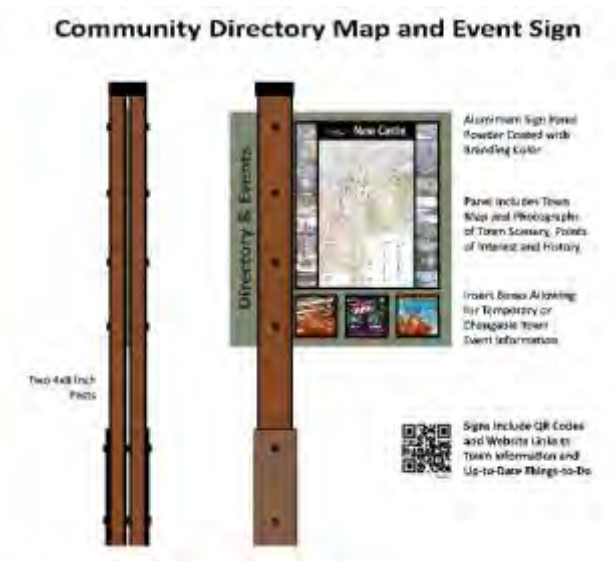 Community Directory Map and Event Sign
Aluminum Sign Panel
Powder Coated with
Branding Color
New Castle
Directory & Events
Panel Includes Town
Map and Photographs
of Town Scenery, Points
of Interest and History
Insert Boxes Allowing
for Temporary or
Changable Town
Event Information
Two 4x8 Inch
Posts
Signs Include QR Codes
and Website Links to
Town Information and
Up-to-Date Things-to-Do